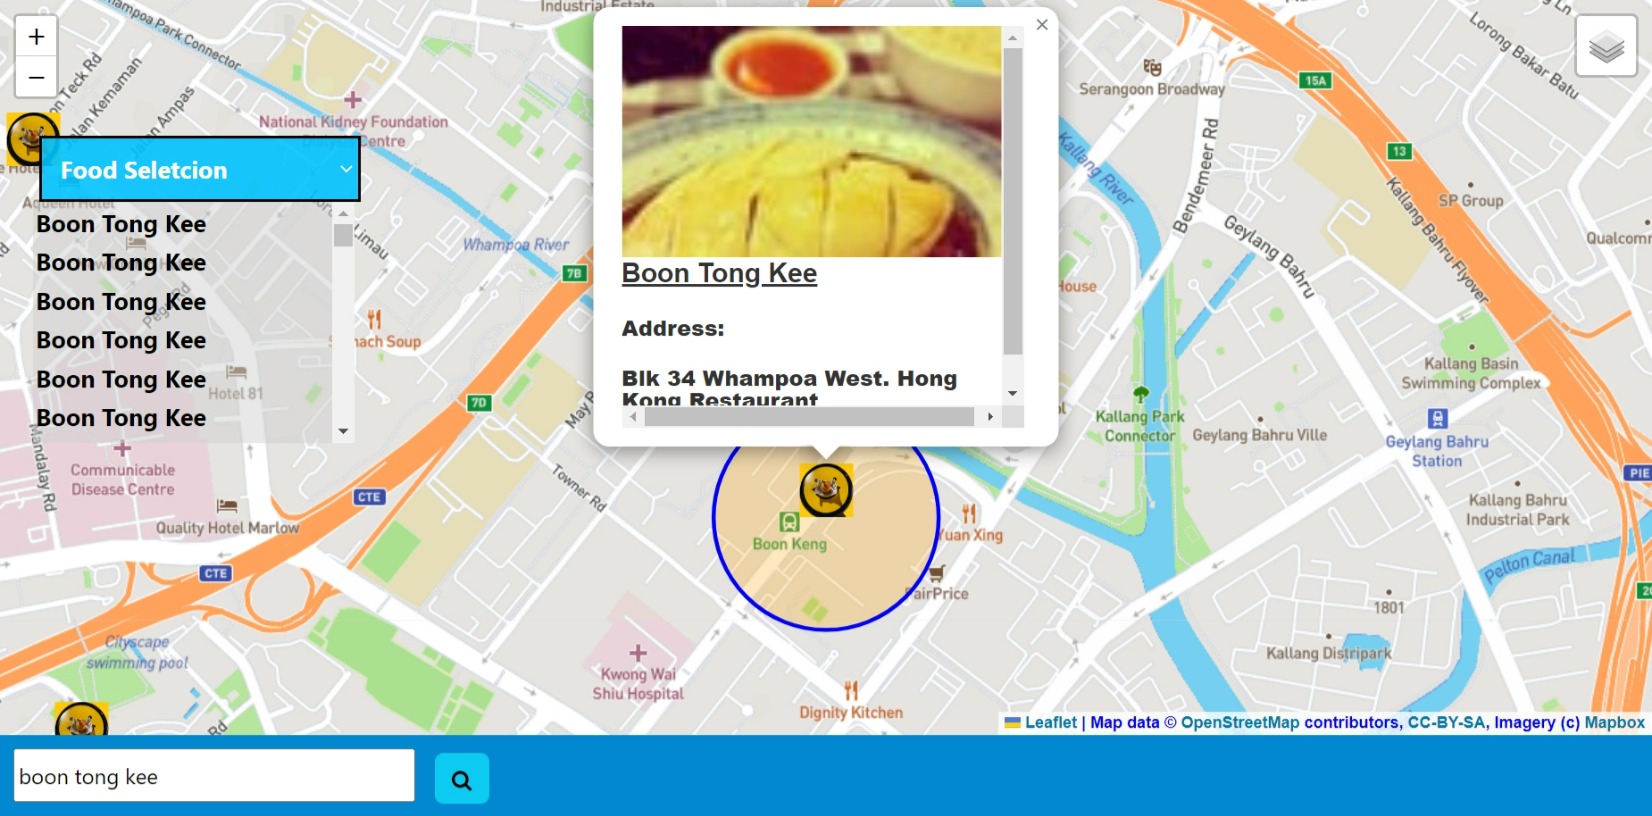 Industrial Estate
hampoa Park Connector
+
−
on Teck Rd
Jalan Kemaman
Jalan Ampas
National Kidney Foundation
Centre
Serangoon Broadway
Lorong Bakar Batu
15A
13
Kallang River
Bendemeer Rd
Geylang Bahru
Kallang Bahru Flyover
SP Group
Qualcomm
Food Seletcion
Boon Tong Kee
Boon Tong Kee
Boon Tong Kee
Boon Tong Kee
Boon Tong Kee
Boon Tong Kee
Aqueen Hotel
Limau
Whampoa River
7B
7D
nach Soup
Hotel 81
May R
×
Boon Tong Kee
Address:
Blk 34 Whampoa West. Hong
Kong Restaurant
House
Kallang Basin
Swimming Complex
Kallang Park
Connector
Geylang Bahru Ville
Geylang Bahru
Station
PIE
Kallang Bahru
Industrial Park
Mandalay Rd
Communicable
Disease Centre
Quality Hotel Marlow
CTE
CTE
Towner Rd
Boon Keng
Yuan Xing
FairPrice
Pelton Canal
1801
Kallang Distripark
Cityscape
swimming pool
Kwong Wai
Shiu Hospital
Dignity Kitchen
Rd
Leaflet | Map data © OpenStreetMap contributors, CC-BY-SA, Imagery (c) Mapbox
boon tong kee